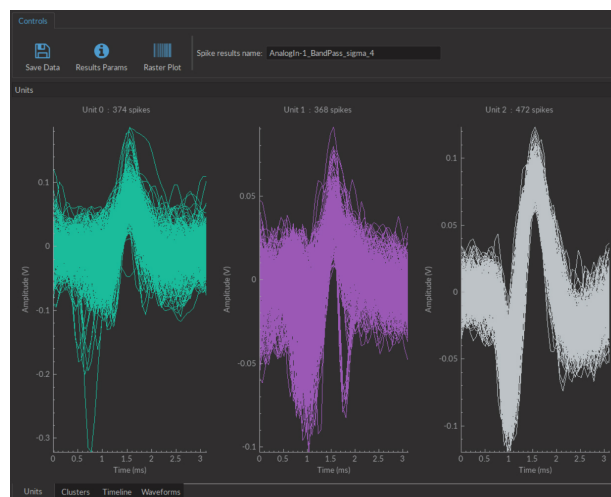 Controls
Save Data
Results Params
Raster Plot
Spike results name: AnalogIn-1_BandPass_sigma_4
Units
Unit 0 : 374 spikes
Unit 1 : 368 spikes
Unit 2 : 472 spikes
Amplitude (V)
0.1
0
-0.1
-0.2
-0.3
0 0.5 1 1.5 2 2.5 3
Time (ms)
Amplitude (V)
0.05
0
-0.05
-0.1
0 0.5 1 1.5 2 2.5 3
Time (ms)
Amplitude (V)
0.1
0.05
0
-0.05
-0.1
0 0.5 1 1.5 2 2.5 3
Time (ms)
Units Clusters Timeline Waveforms